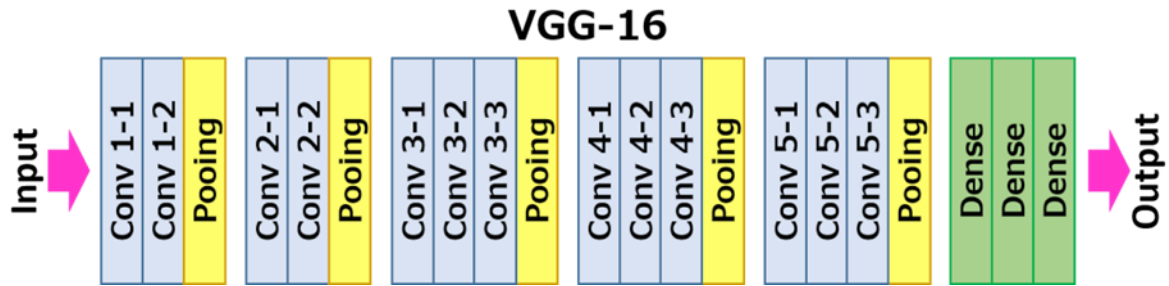 VGG-16
Input
Conv 1-1
Conv 1-2
Pooing
Conv 2-1
Conv 2-2
Pooing
Conv 3-1
Conv 3-2
Conv 3-3
Pooing
Conv 4-1
Conv 4-2
Conv 4-3
Pooing
Conv 5-1
Conv 5-2
Conv 5-3
Pooing
Dense
Dense
Dense
Output